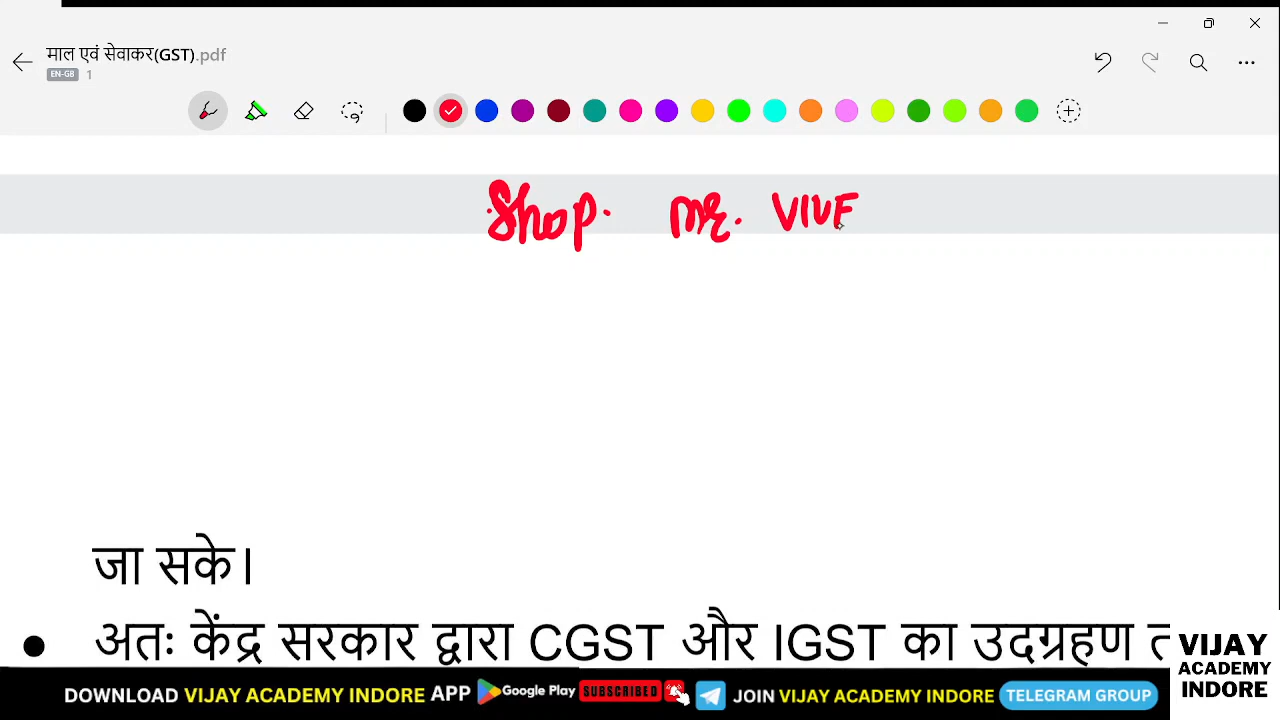 माल एवं सेवाकर(GST).pdf
EN-GB 1
Shop. Mr. VIVE
जा सके।
● अतः केंद्र सरकार द्वारा CGST और IGST का उदग्रहण त
VIJAY
ACADEMY
INDORE
DOWNLOAD VIJAY ACADEMY INDORE APP Google Play SUBSCRIBED JOIN VIJAY ACADEMY INDORE TELEGRAM GROUP